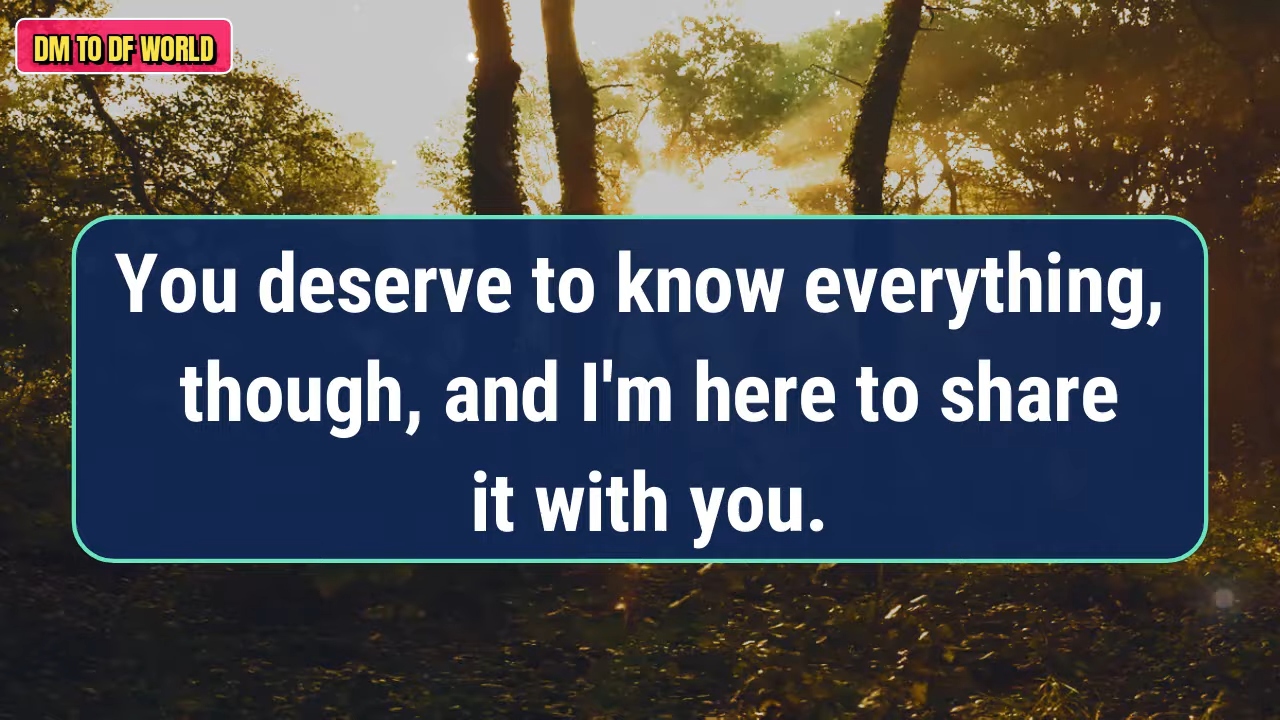 DM TO DF WORLD
You deserve to know everything,
though, and I'm here to share
it with you.